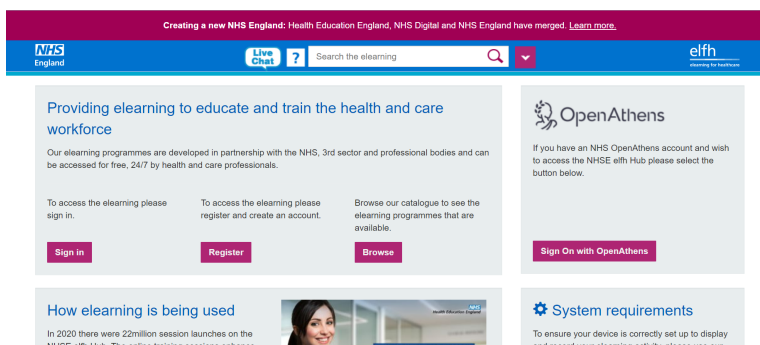 Creating a new NHS England: Health Education England, NHS Digital and NHS England have merged. Learn more.
NHS
England
Live
Chat
?
Search the elearning
elfh
elearning for healthcare
Providing elearning to educate and train the health and care
workforce
Our elearning programmes are developed in partnership with the NHS, 3rd sector and professional bodies and can
be accessed for free, 24/7 by health and care professionals.
To access the elearning please
sign in.
Sign in
To access the elearning please
register and create an account.
Register
Browse our catalogue to see the
elearning programmes that are
available.
Browse
OpenAthens
If you have an NHS OpenAthens account and wish
to access the NHSE elfh Hub please select the
button below.
Sign On with OpenAthens
How elearning is being used
In 2020 there were 22million session launches on the
NHS
Health Education England
System requirements
To ensure your device is correctly set up to display